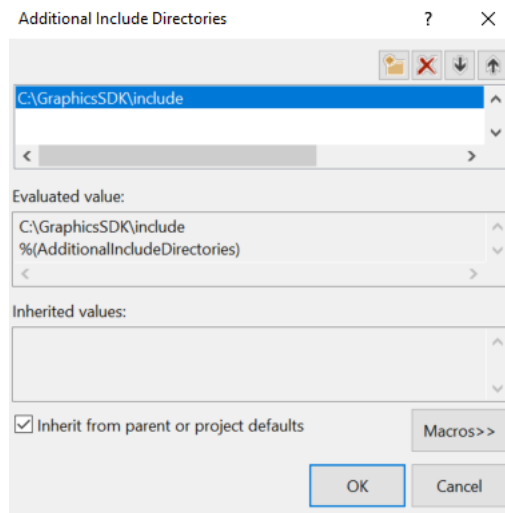 Additional Include Directories
?
C:\GraphicsSDK\include
Evaluated value:
C:\GraphicsSDK\include
%(AdditionalIncludeDirectories)
Inherited values:
Inherit from parent or project defaults
Macros>>
OK
Cancel